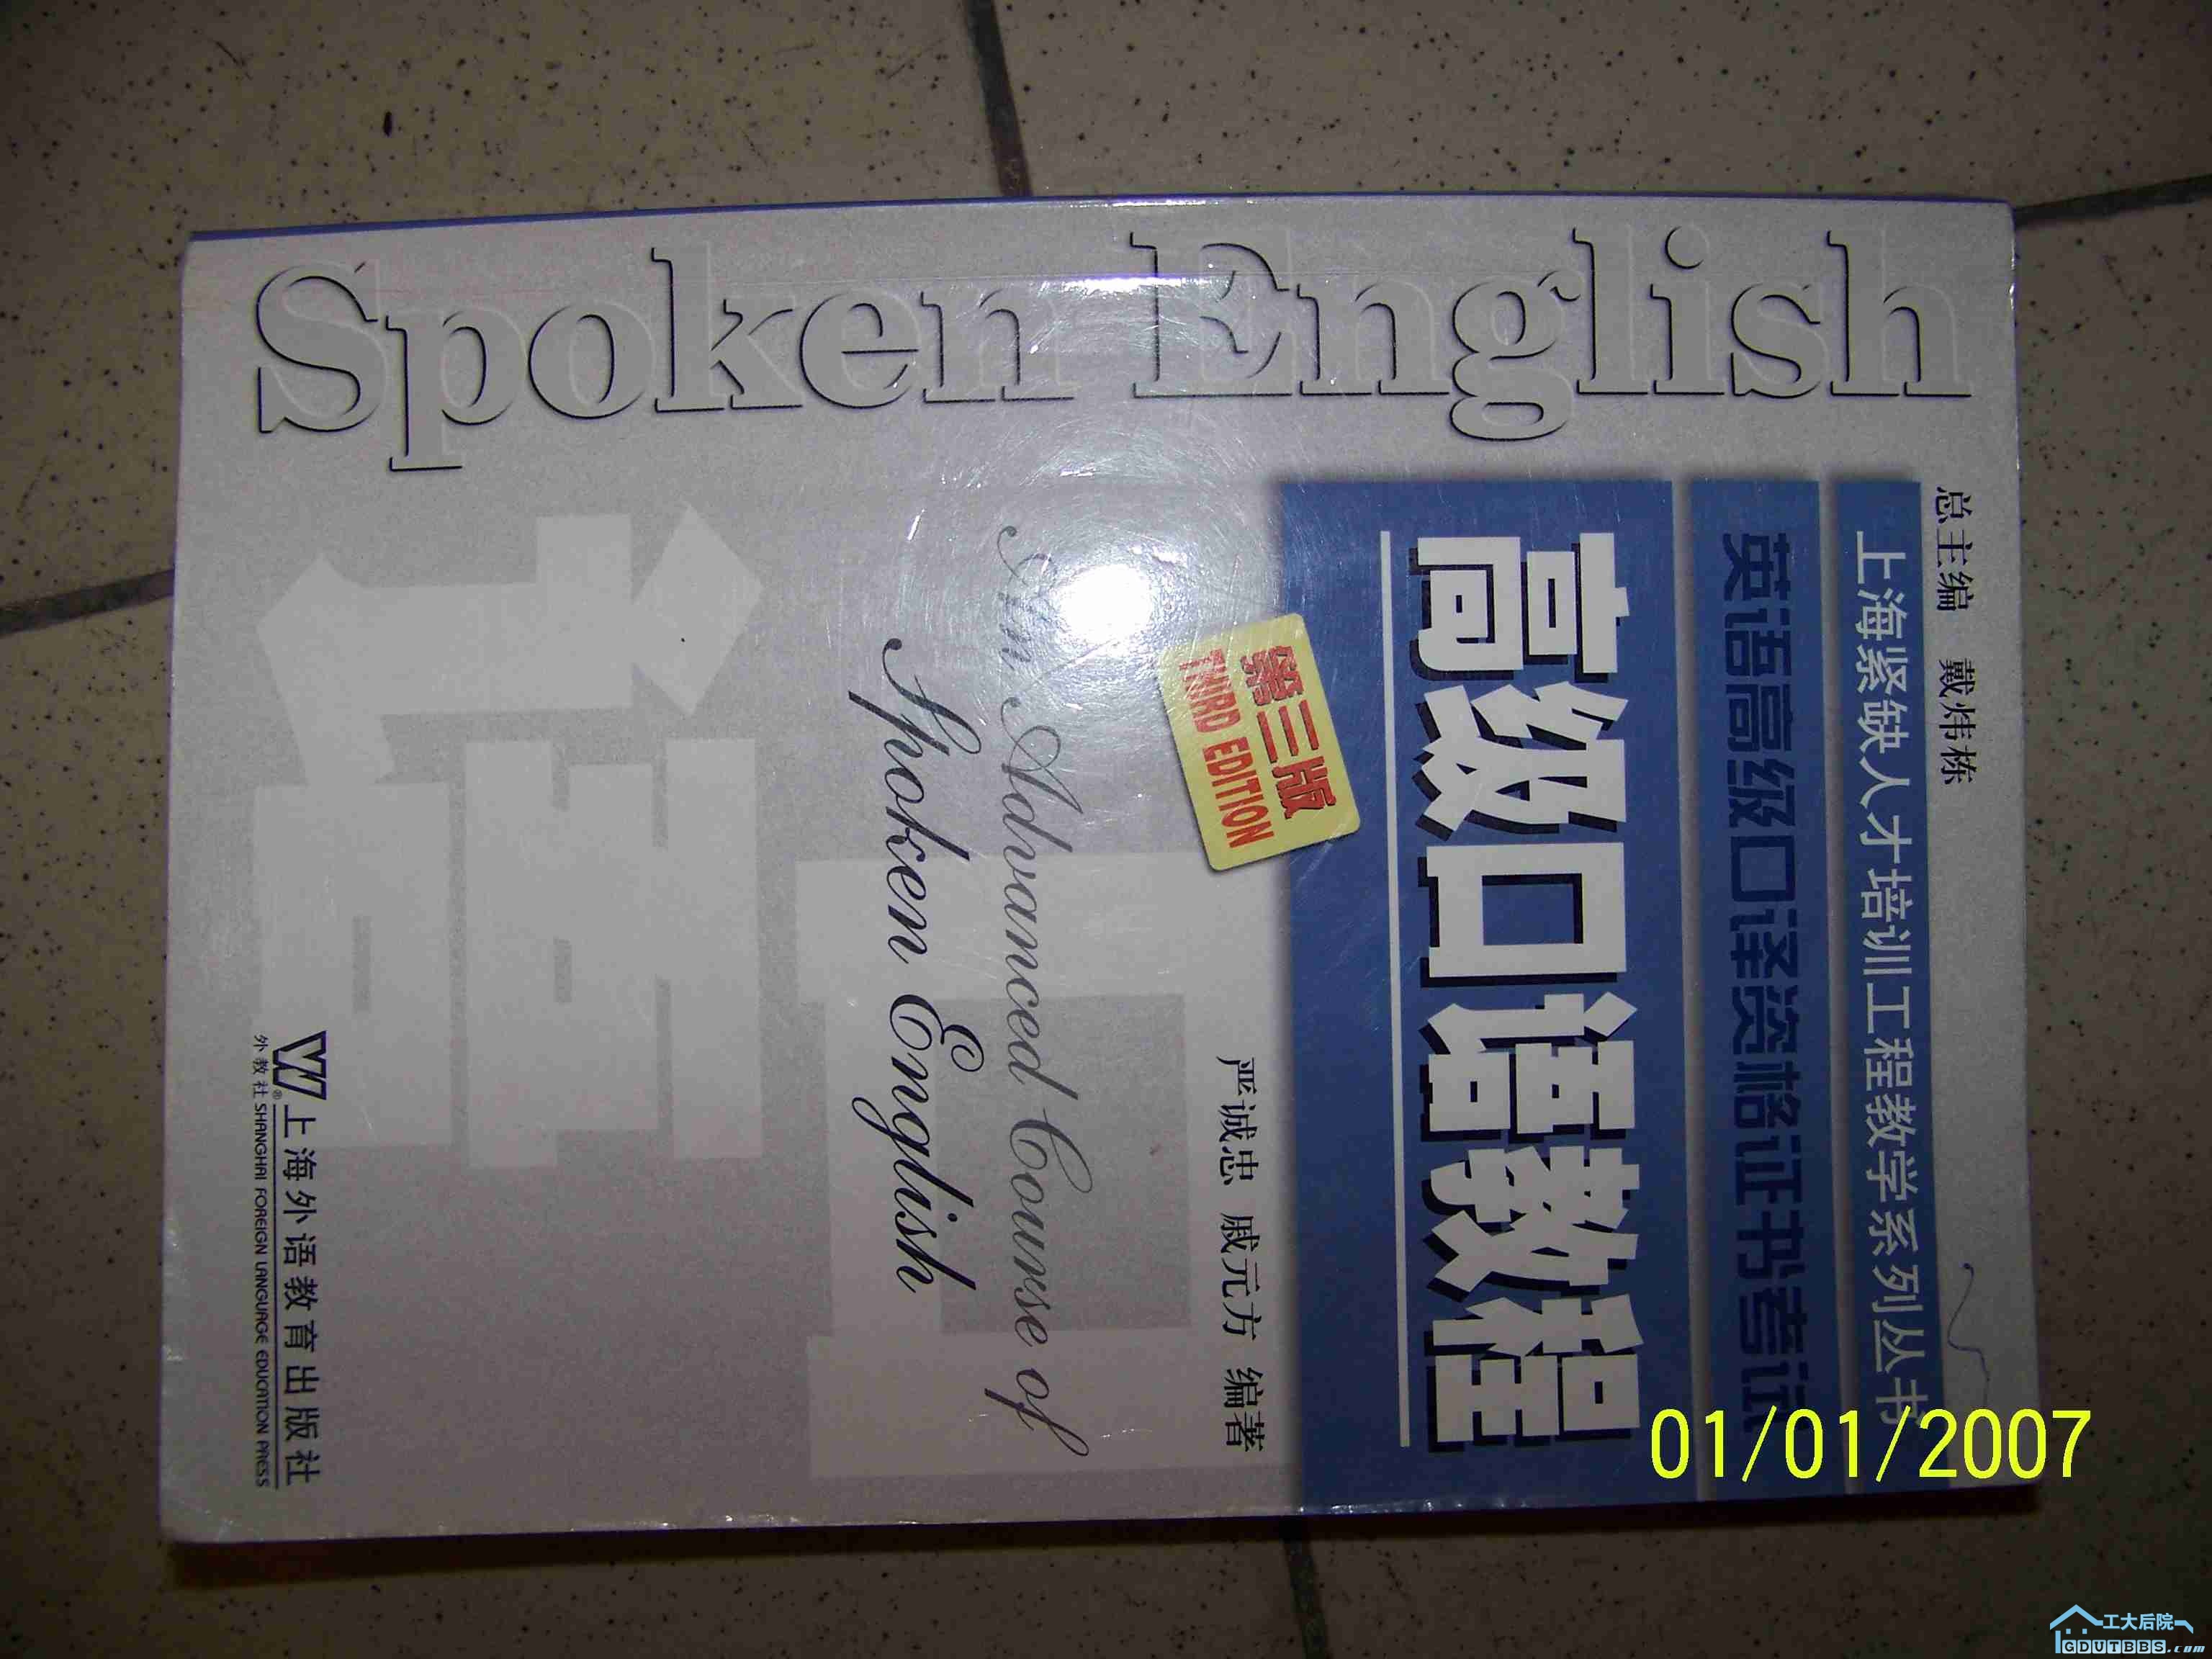 Spoken English
总主编 戴炜栋
上海紧缺人才培训工程教学系列丛书
英语高级口译资格证书考试
高级口语教程
第三版
THIRD EDITION
严诚忠 戚元方 编著
An Advanced Course of
Spoken English
上海外语教育出版社
外教社 SHANGHAI FOREIGN LANGUAGE EDUCATION PRESS
01/01/2007
工大后院
GDUTBBS.com